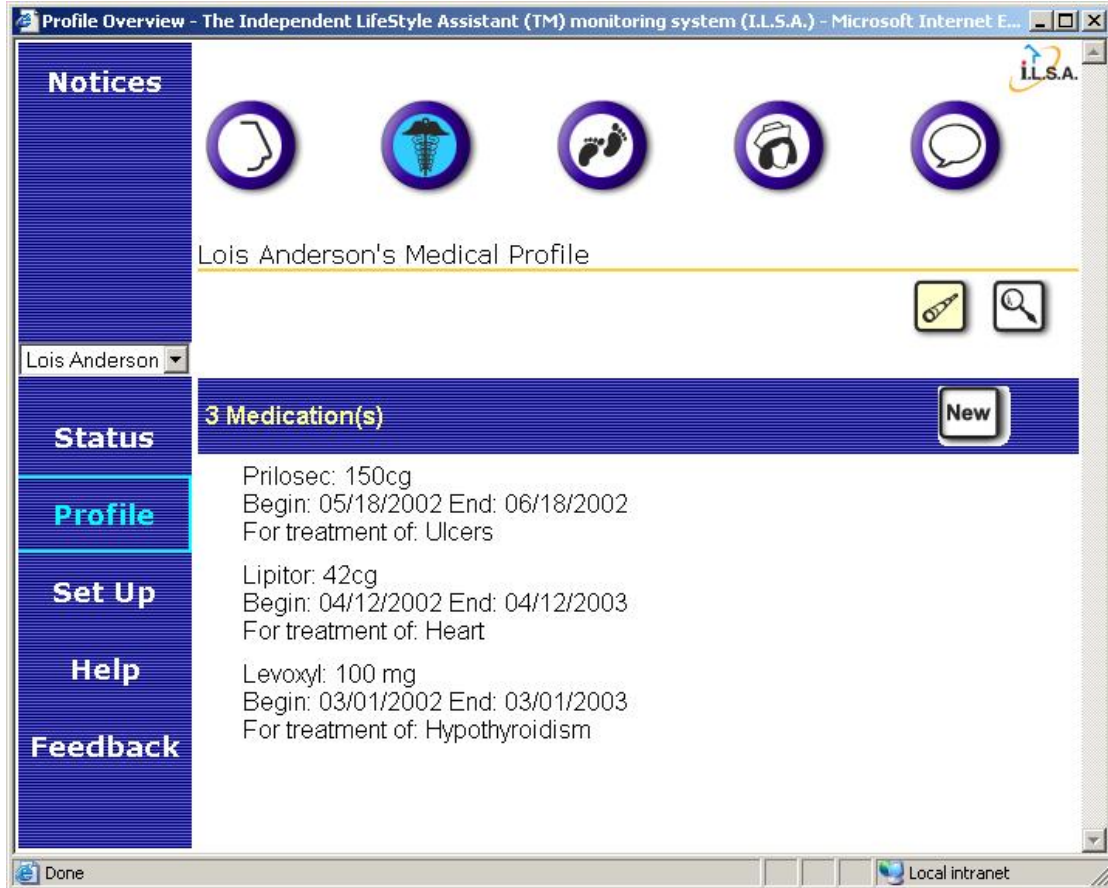 Profile Overview - The Independent LifeStyle Assistant (TM) monitoring system (I.L.S.A.) - Microsoft Internet E...
Notices
i.L.S.A.
Lois Anderson's Medical Profile
Lois Anderson
3 Medication(s)
New
Status
Profile
Set Up
Help
Feedback
Prilosec: 150cg
Begin: 05/18/2002 End: 06/18/2002
For treatment of: Ulcers
Lipitor: 42cg
Begin: 04/12/2002 End: 04/12/2003
For treatment of: Heart
Levoxyl: 100 mg
Begin: 03/01/2002 End: 03/01/2003
For treatment of: Hypothyroidism
Done
Local intranet